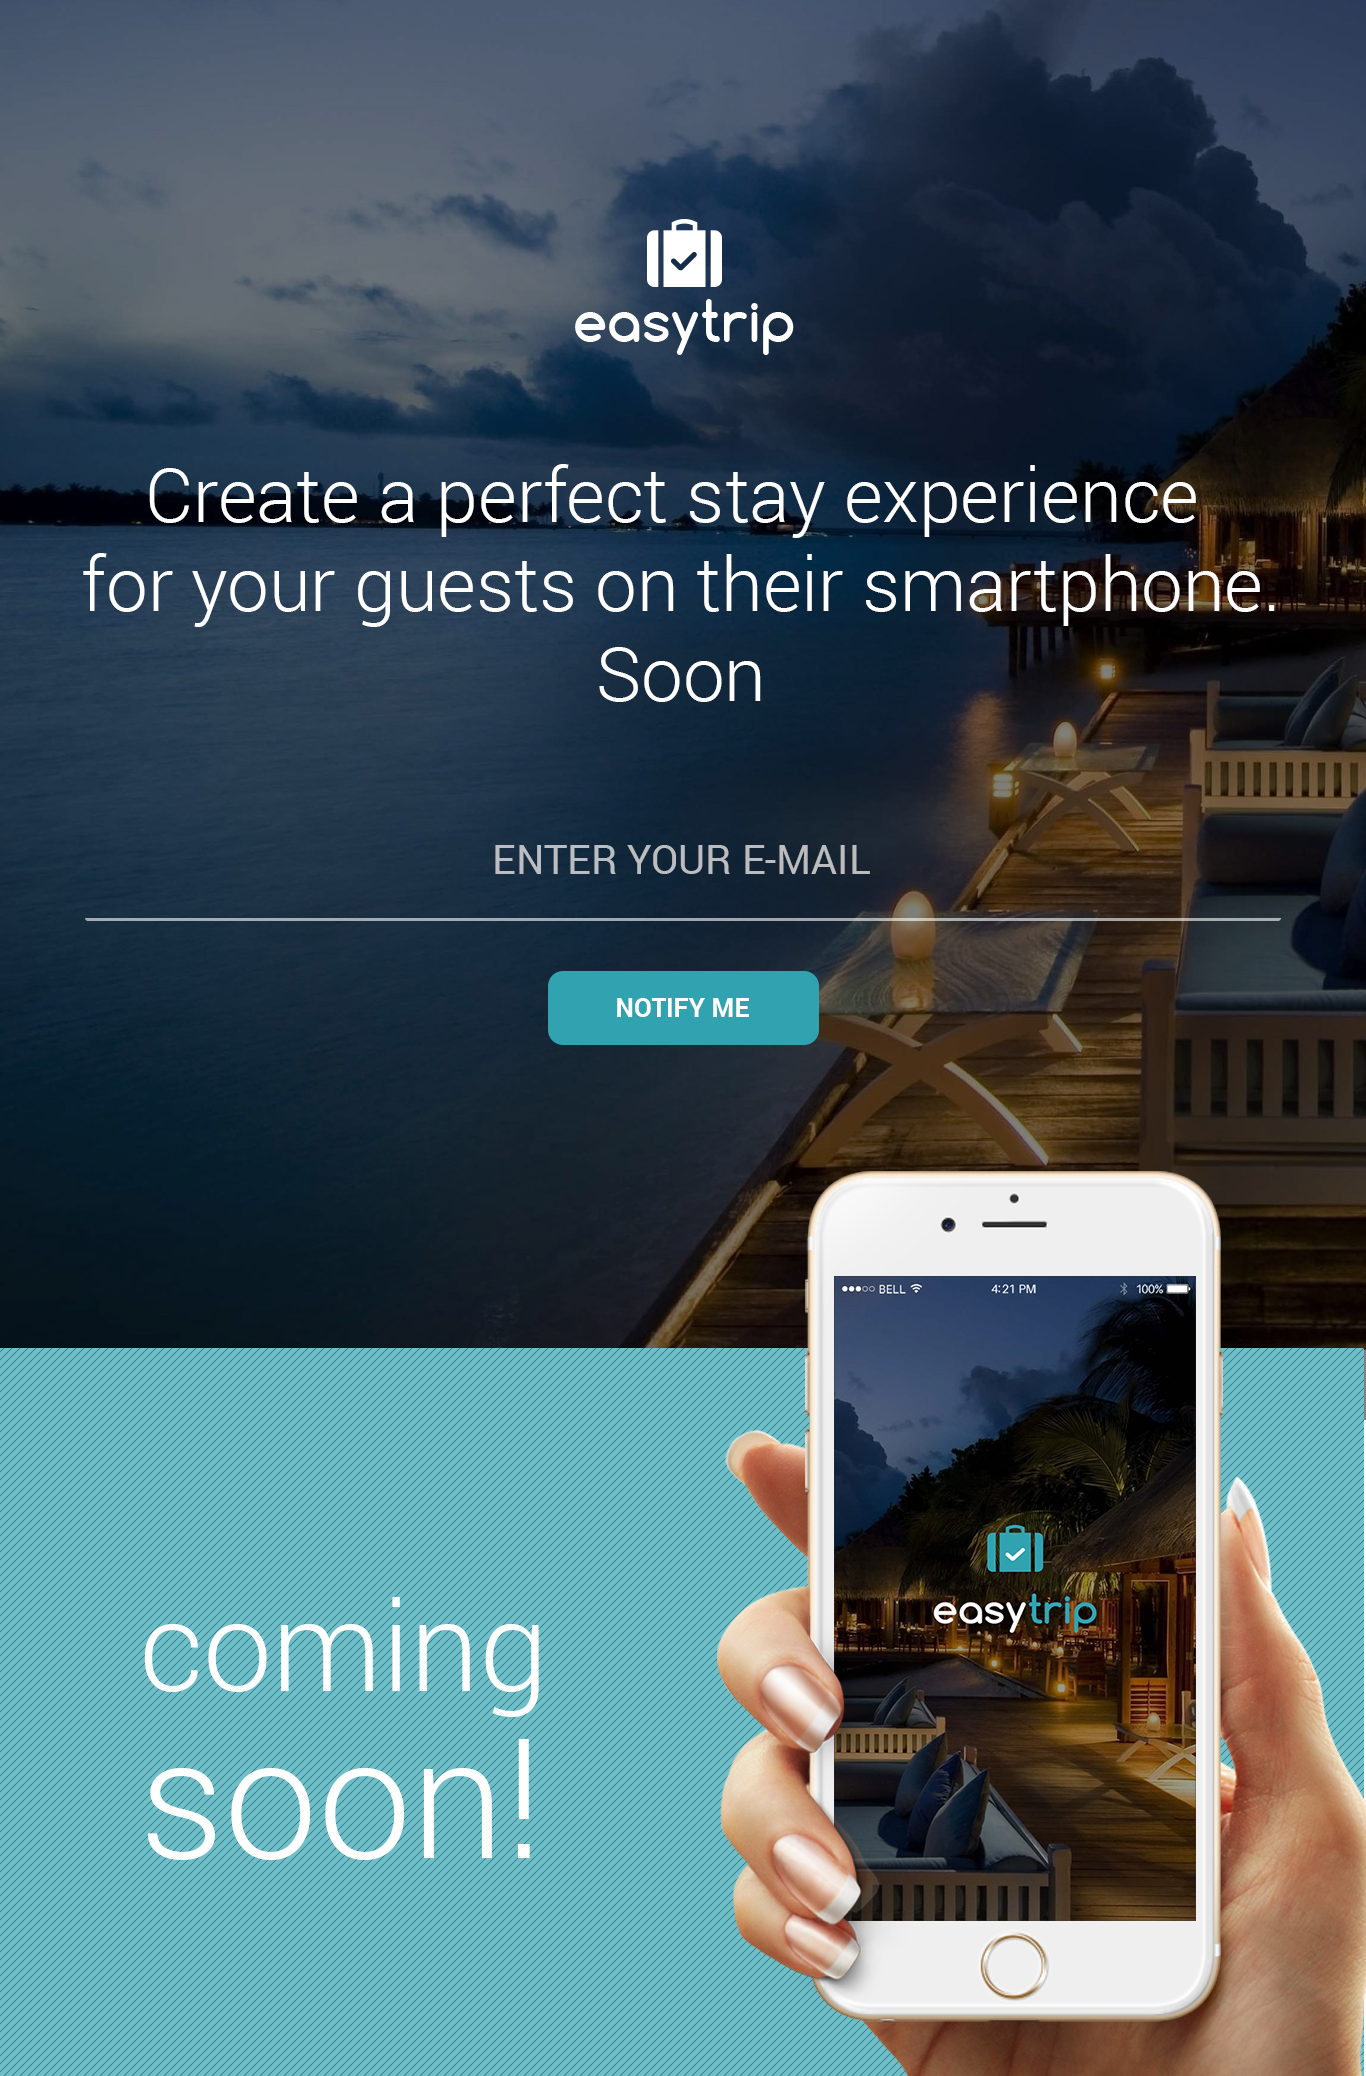 easytrip
Create a perfect stay experience
for your guests on their smartphone.
Soon
ENTER YOUR E-MAIL
NOTIFY ME
BELL 4:21 PM 100%
easytrip
coming
soon!